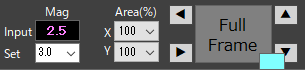 Mag Area(%)
Input 2.5 X 100 Full
Set 3.0 Y 100 Frame